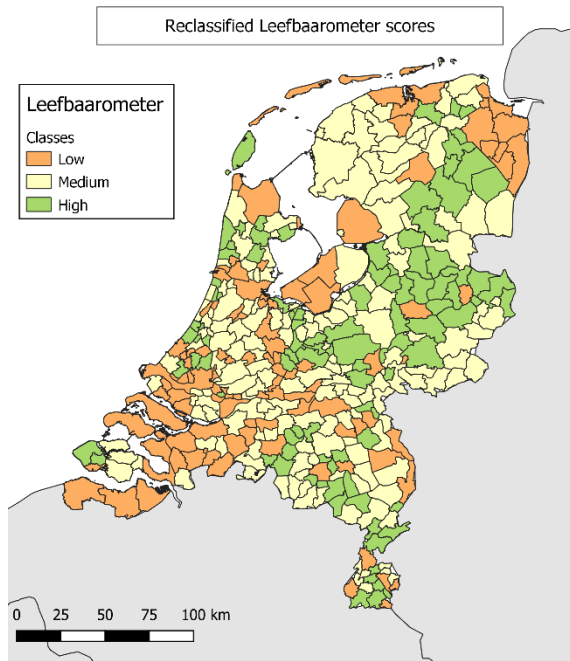 Reclassified Leefbaarometer scores
Leefbaarometer
Classes
Low
Medium
High
0 25 50 75 100 km